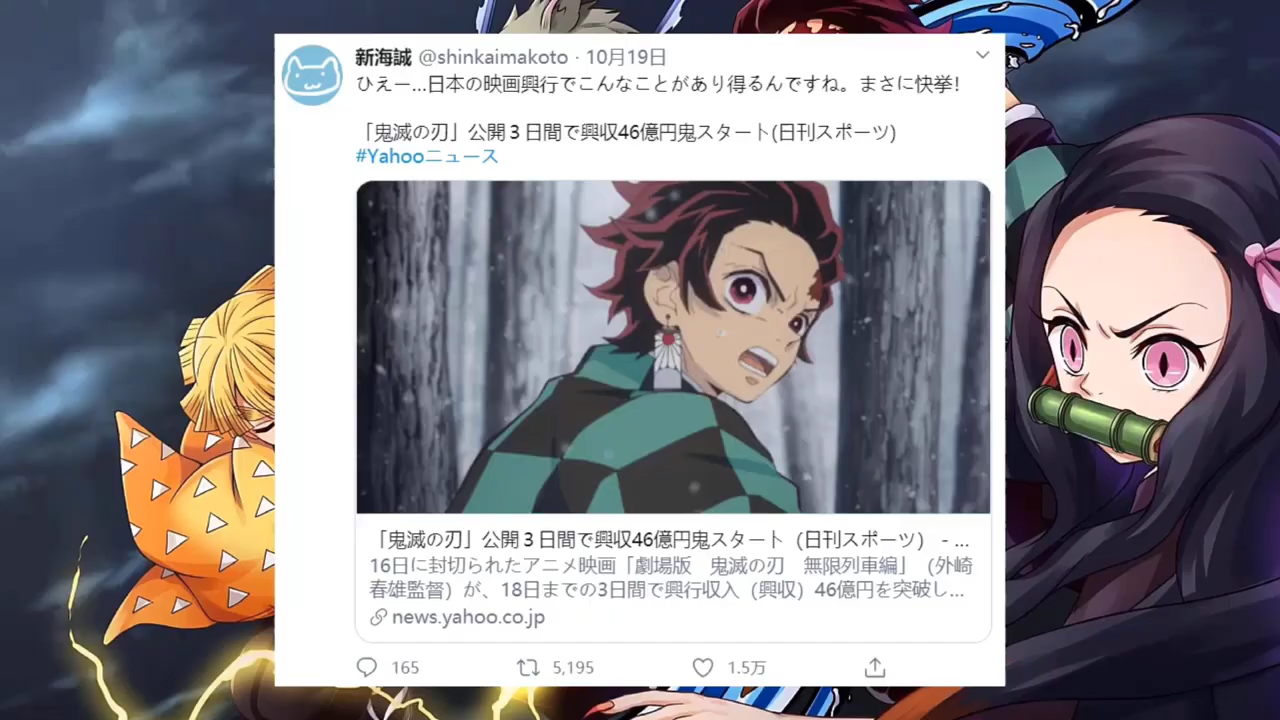 新海誠 @shinkaimakoto · 10月19日
ひえー…日本の映画興行でこんなことがあり得るんですね。まさに快挙!
「鬼滅の刃」公開３日間で興収46億円鬼スタート(日刊スポーツ)
#Yahooニュース
「鬼滅の刃」公開３日間で興収46億円鬼スタート（日刊スポーツ） - ...
16日に封切られたアニメ映画「劇場版　鬼滅の刃　無限列車編」（外崎
春雄監督）が、18日までの3日間で興行収入（興収）46億円を突破し...
news.yahoo.co.jp
165 5,195 1.5万